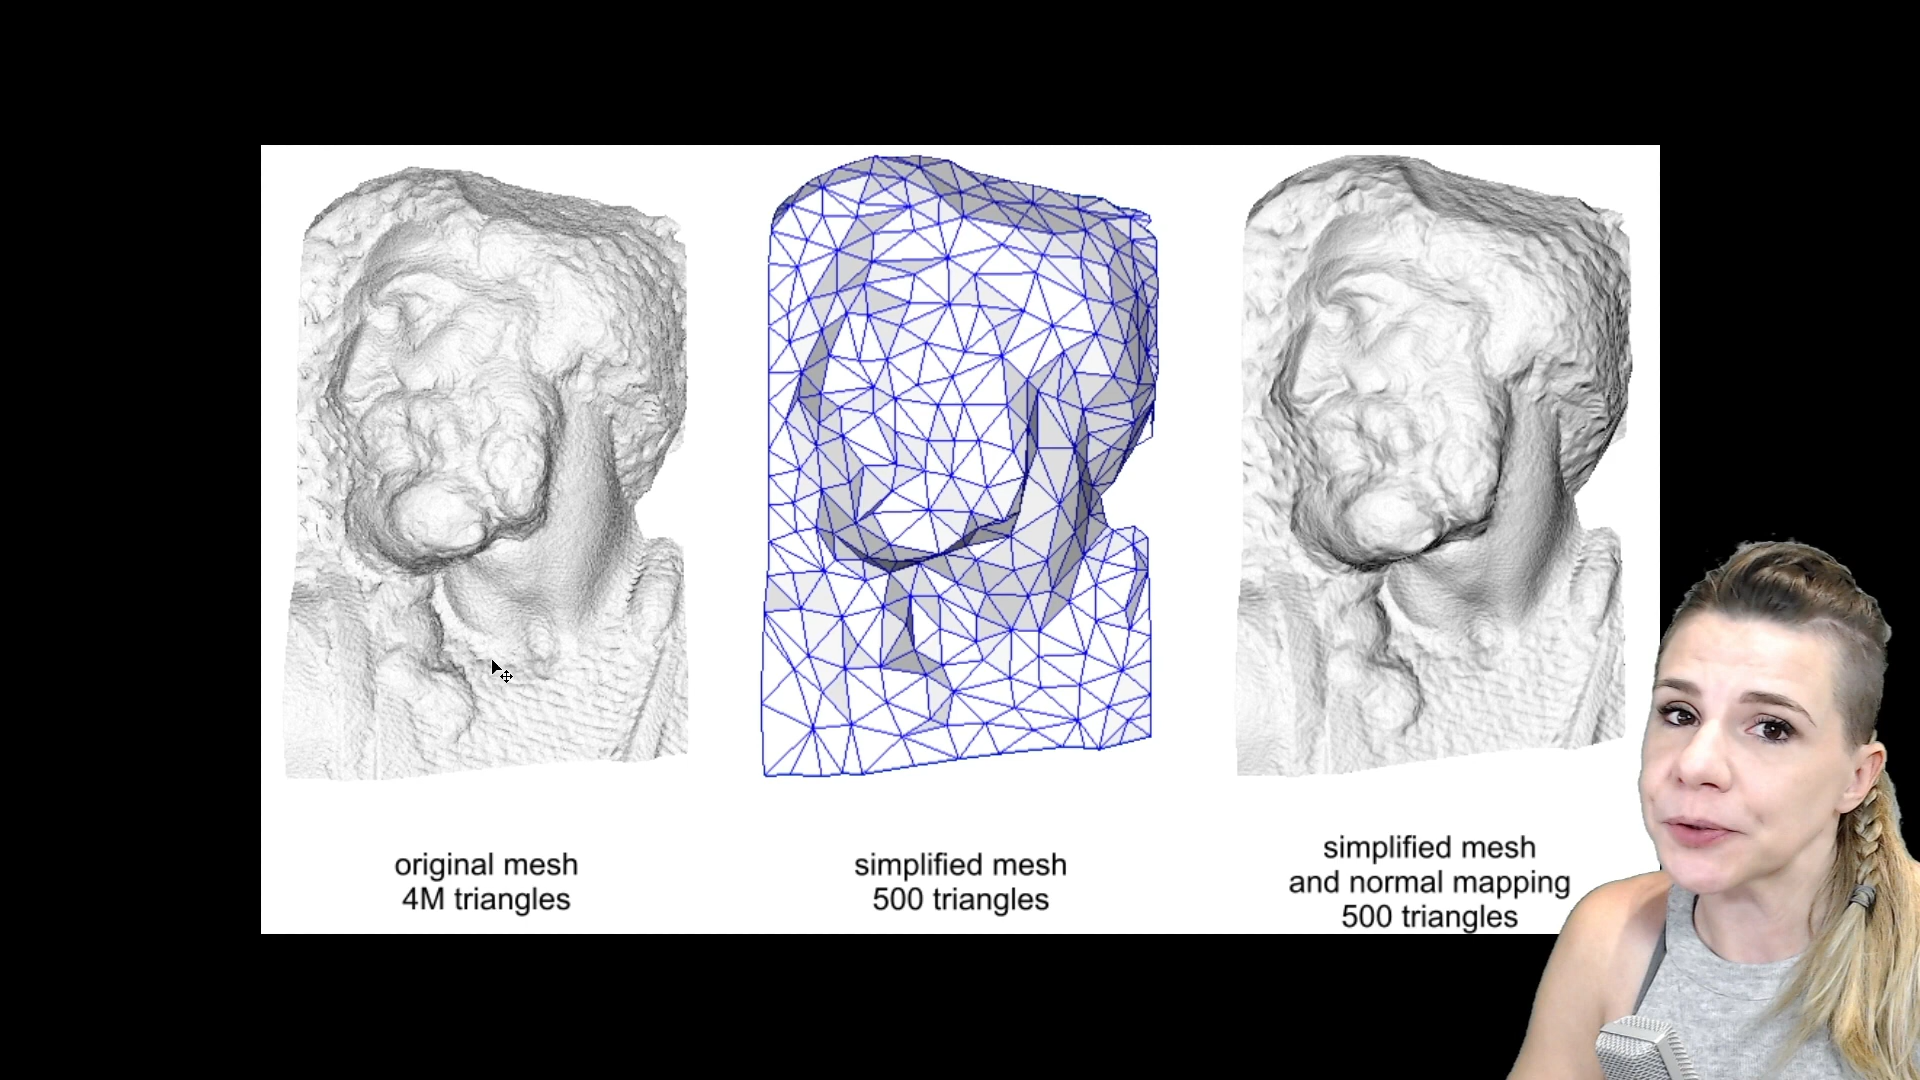 original mesh
4M triangles
simplified mesh
500 triangles
simplified mesh
and normal mapping
500 triangles